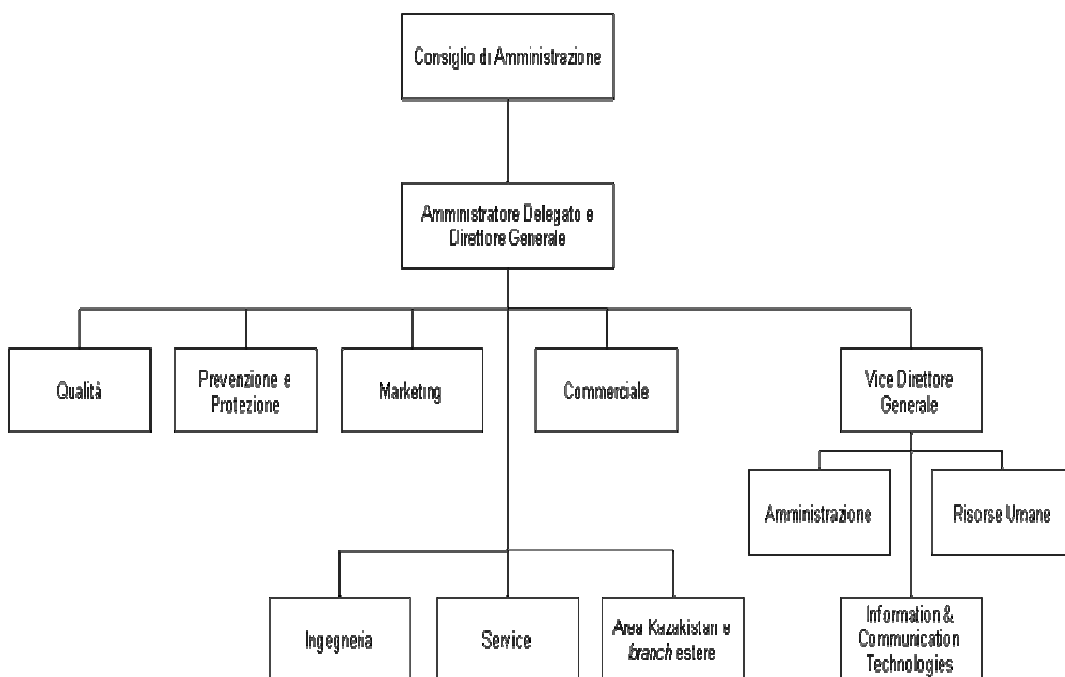 Consiglio di Amministrazione
Amministratore Delegato e
Direttore Generale
Qualità
Prevenzione e
Protezione
Marketing
Commerciale
Vice Direttore
Generale
Amministrazione
Risorse Umane
Ingegneria
Service
Area Kazakistan e
branch estere
Information &
Communication
Technologies